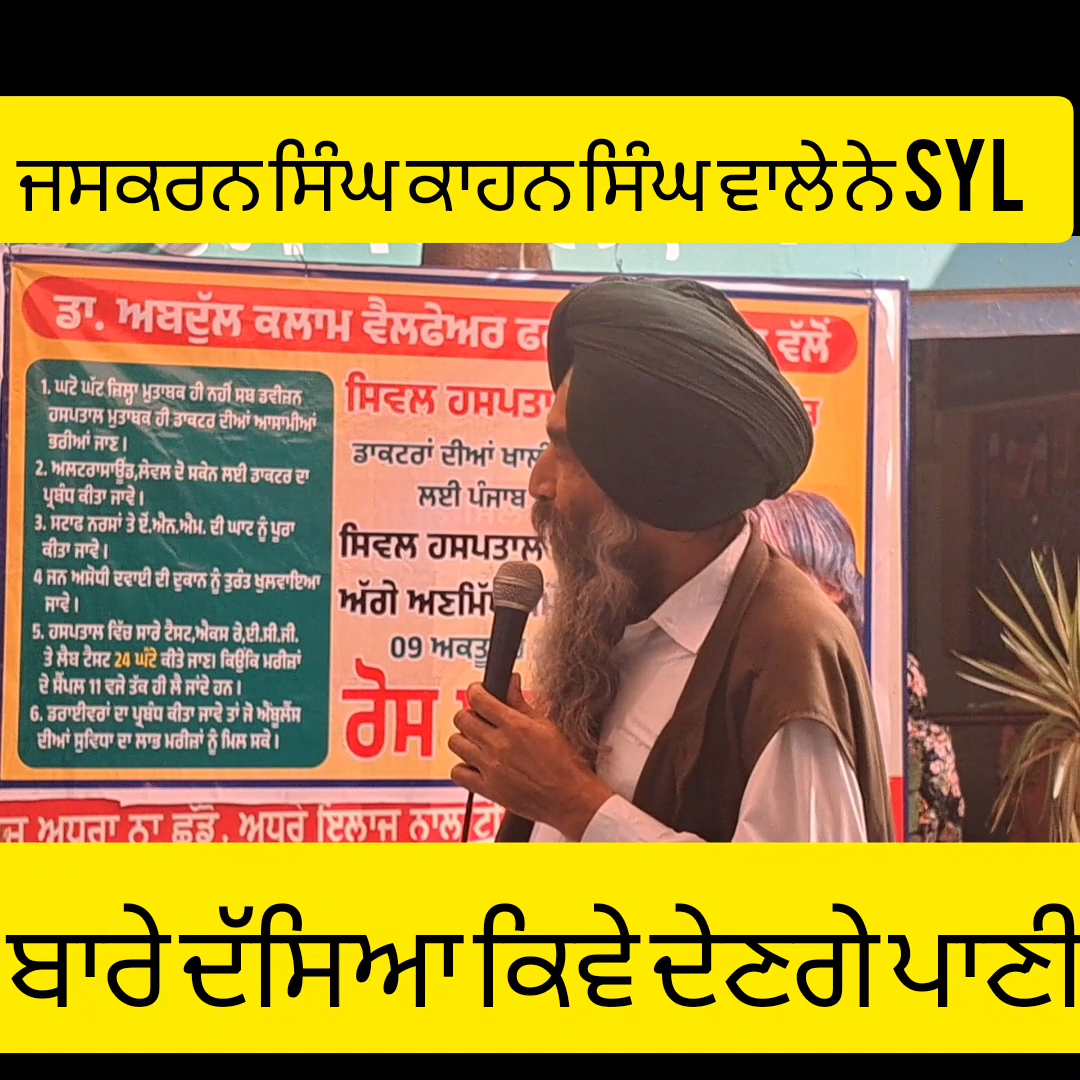 ਜਸਕਰਨ ਸਿੰਘ ਕਾਹਨ ਸਿੰਘ ਵਾਲੇ ਨੇ SYL
ਡਾ. ਅਬਦੁੱਲ ਕਲਾਮ ਵੈਲਫੇਅਰ ਵੱਲੋਂ
1. ਘਟੋ ਘੱਟ ਜ਼ਿਲ੍ਹਾ ਮੁਤਾਬਕ ਹੀ ਨਹੀਂ ਸਬ ਡਵੀਜ਼ਨ
ਹਸਪਤਾਲ ਮੁਤਾਬਕ ਹੀ ਡਾਕਟਰ ਦੀਆਂ ਆਸਾਮੀਆਂ
ਭਰੀਆਂ ਜਾਣ।
2. ਅਲਟਰਾਸਾਊਂਡ,ਲੇਵਲ ਦੋ ਸਕੇਨ ਲਈ ਡਾਕਟਰ ਦਾ
ਪ੍ਰਬੰਧ ਕੀਤਾ ਜਾਵੇ।
3. ਸਟਾਫ ਨਰਸਾਂ ਤੇ ਏ.ਐਨ.ਐਮ. ਦੀ ਘਾਟ ਨੂੰ ਪੂਰਾ
ਕੀਤਾ ਜਾਵੇ।
4 ਜਨ ਅਸੋਧੀ ਦਵਾਈ ਦੀ ਦੁਕਾਨ ਨੂੰ ਤੁਰੰਤ ਖੁਲਵਾਇਆ
ਜਾਵੇ।
5. ਹਸਪਤਾਲ ਵਿੱਚ ਸਾਰੇ ਟੈਸਟ,ਐਕਸ ਰੇ,ਈ.ਸੀ.ਜੀ.
ਤੇ ਲੈਬ ਟੈਸਟ 24 ਘੰਟੇ ਕੀਤੇ ਜਾਣ। ਕਿਉਂਕਿ ਮਰੀਜ਼ਾਂ
ਦੇ ਸੈਂਪਲ 11 ਵਜੇ ਤੱਕ ਹੀ ਲੈ ਜਾਂਦੇ ਹਨ।
6. ਡਰਾਈਵਰਾਂ ਦਾ ਪ੍ਰਬੰਧ ਕੀਤਾ ਜਾਵੇ ਤਾਂ ਜੋ ਐਂਬੂਲੈਂਸ
ਦੀਆਂ ਸੁਵਿਧਾ ਦਾ ਲਾਭ ਮਰੀਜ਼ਾਂ ਨੂੰ ਮਿਲ ਸਕੇ।
ਸਿਵਲ ਹਸਪਤਾ
ਡਾਕਟਰਾਂ ਦੀਆਂ ਖਾਲੀ
ਲਈ ਪੰਜਾਬ
ਸਿਵਲ ਹਸਪਤਾਲ
ਅੱਗੇ ਅਣਮਿੱ
09 ਅਕਤੂ
ਰੋਸ
ਅਧੂਰਾ ਨਾ ਛੱਡੋ, ਅਧੂਰੇ ਇਲਾਜ ਨਾਲ
ਬਾਰੇ ਦੱਸਿਆ ਕਿਵੇ ਦੇਣਗੇ ਪਾਣੀ